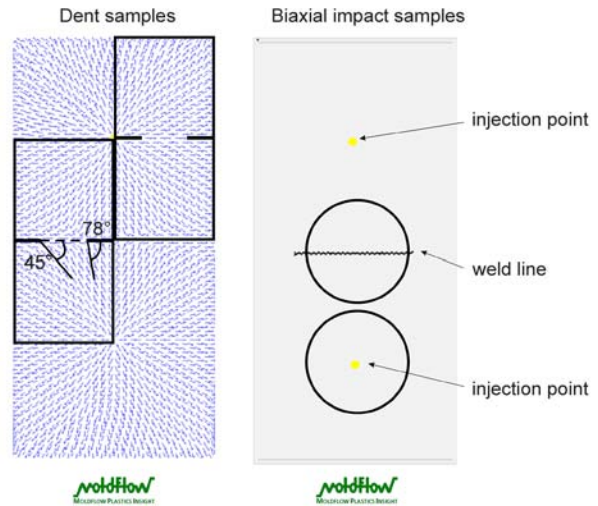 Dent samples
Biaxial impact samples
78°
45°
injection point
weld line
injection point
moldflow
MOLDFLOW PLASTICS INSIGHT
moldflow
MOLDFLOW PLASTICS INSIGHT